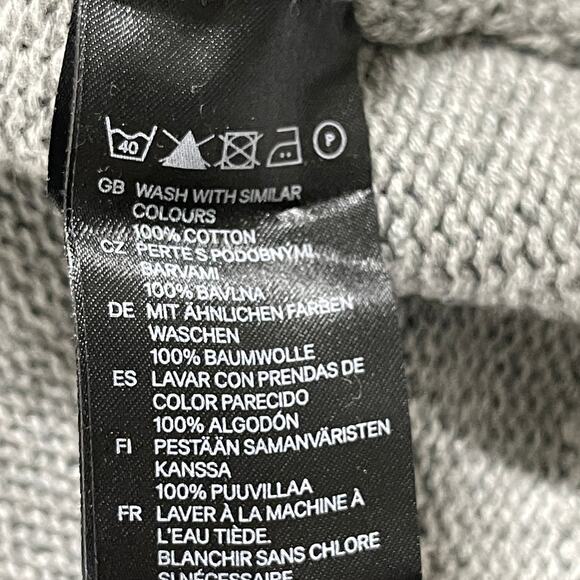 40 P
GB WASH WITH SIMILAR
COLOURS
100% COTTON
CZ PERTE S PODOBNÝMI
BARVAMI
100% BAVLNA
DE MIT ÄHNLICHEN FARBEN
WASCHEN
100% BAUMWOLLE
ES LAVAR CON PRENDAS DE
COLOR PARECIDO
100% ALGODÓN
FI PESTÄÄN SAMANVÄRISTEN
KANSSA
100% PUUVILLAA
FR LAVER À LA MACHINE À
L'EAU TIÈDE.
BLANCHIR SANS CHLORE
SI NÉCESSAIRE